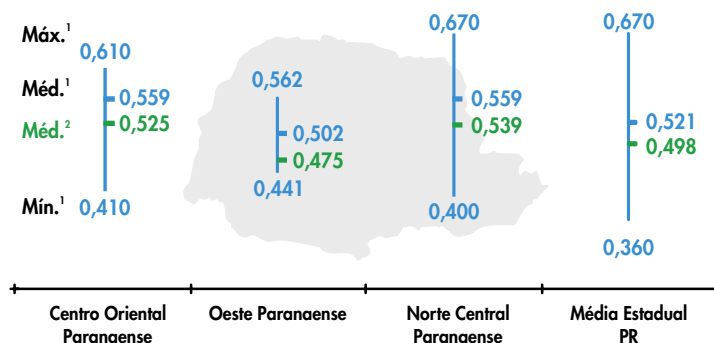 Máx.¹
Méd.¹
Méd.²
Mín.¹
0,610
0,559
0,525
0,410
0,562
0,502
0,475
0,441
0,670
0,559
0,539
0,400
0,670
0,521
0,498
0,360
Centro Oriental
Paranaense
Oeste Paranaense
Norte Central
Paranaense
Média Estadual
PR